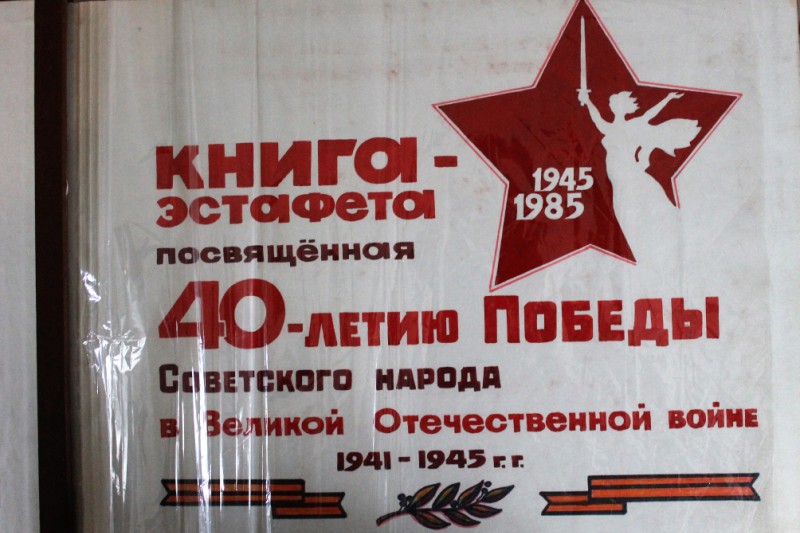 1945
1985
книга-
эстафета
посвящённая
40-летию Победы
Советского народа
в Великой Отечественной войне
1941-1945 г.г.